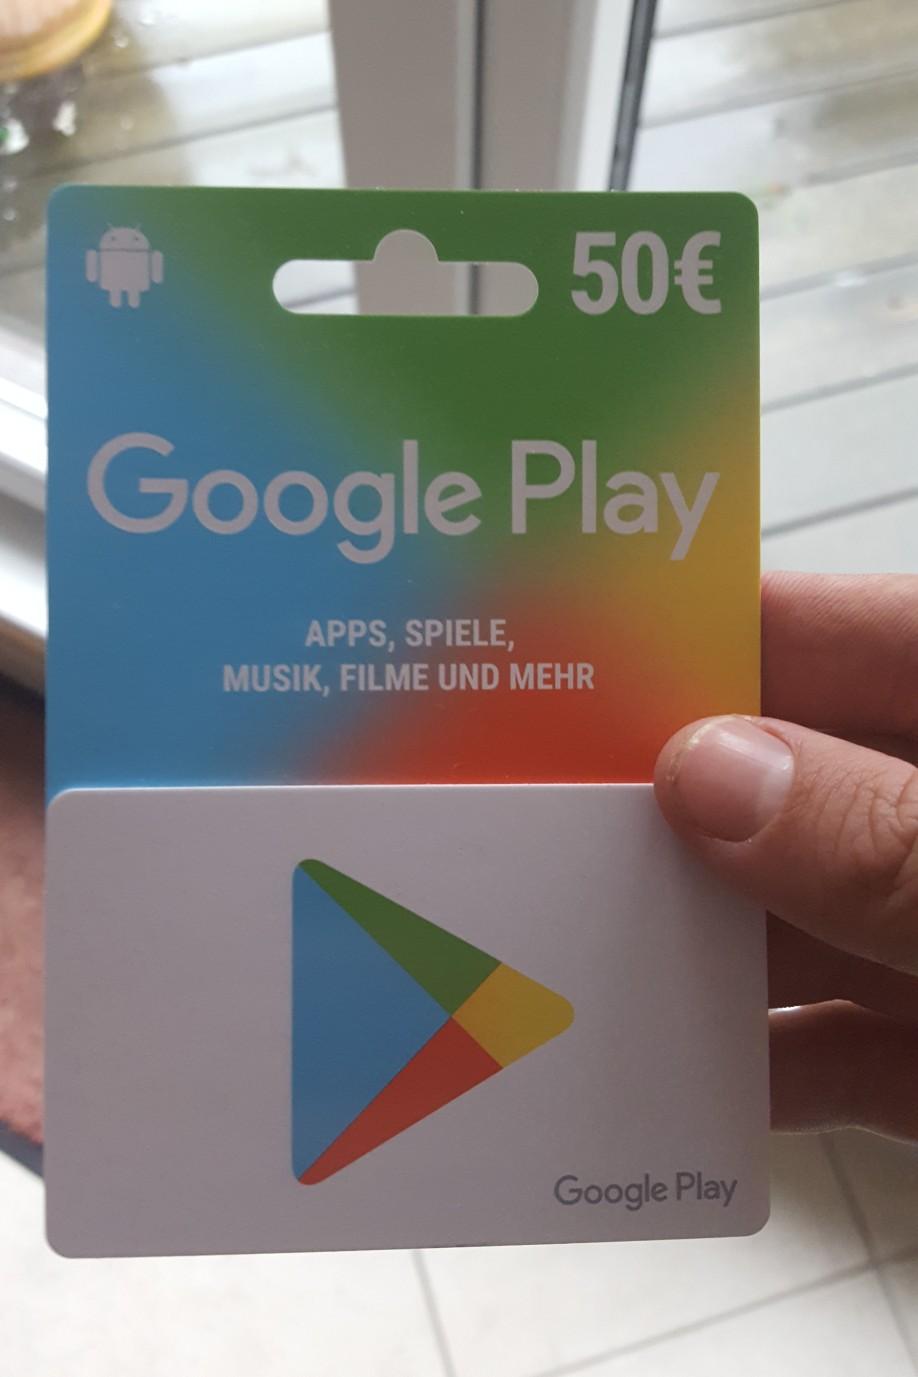 50€
Google Play
APPS, SPIELE,
MUSIK, FILME UND MEHR
Google Play